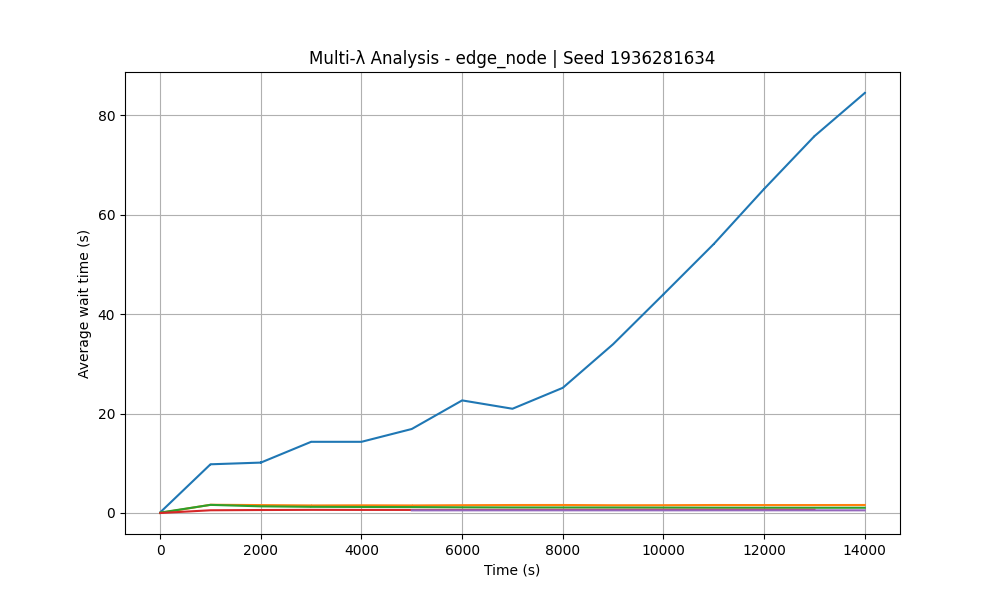 Multi-λ Analysis - edge_node | Seed 1936281634
80
60
40
20
0
Average wait time (s)
0 2000 4000 6000 8000 10000 12000 14000
Time (s)